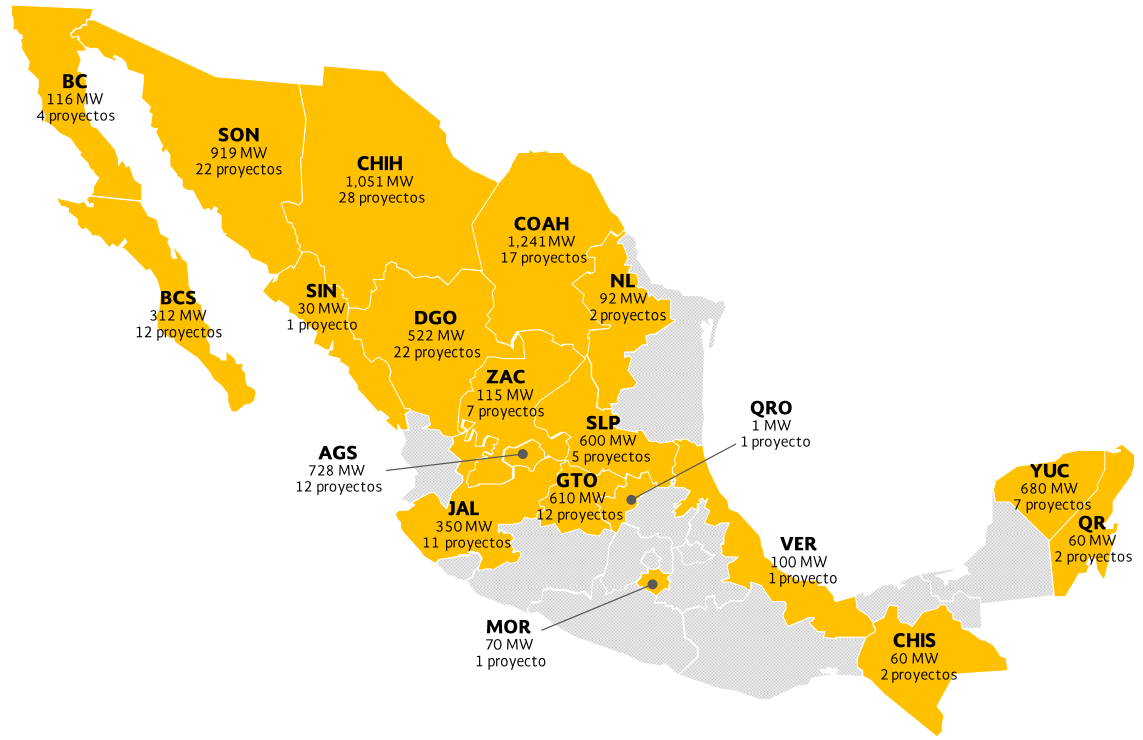 BC
116 MW
4 proyectos
SON
919 MW
22 proyectos
CHIH
1,051 MW
28 proyectos
COAH
1,241 MW
17 proyectos
NL
92 MW
2 proyectos
BCS
312 MW
12 proyectos
SIN
30 MW
1 proyecto
DGO
522 MW
22 proyectos
ZAC
115 MW
7 proyectos
QRO
1 MW
1 proyecto
SLP
600 MW
5 proyectos
AGS
728 MW
12 proyectos
GTO
610 MW
12 proyectos
JAL
350 MW
11 proyectos
YUC
680 MW
7 proyectos
QR
60 MW
2 proyectos
VER
100 MW
1 proyecto
MOR
70 MW
1 proyecto
CHIS
60 MW
2 proyectos